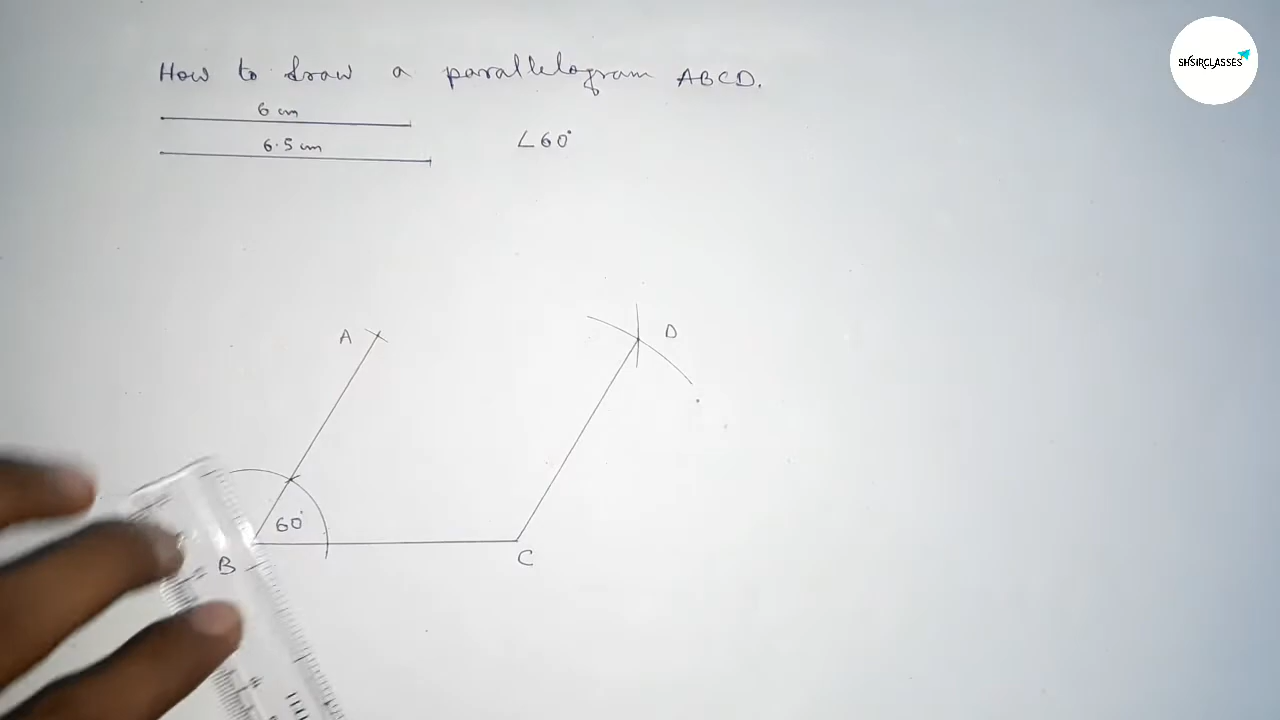 How to draw a parallelogram ABCD.
6 cm
6.5 cm
∠60°
SHSIRCLASSES
A
D
60°
B
C